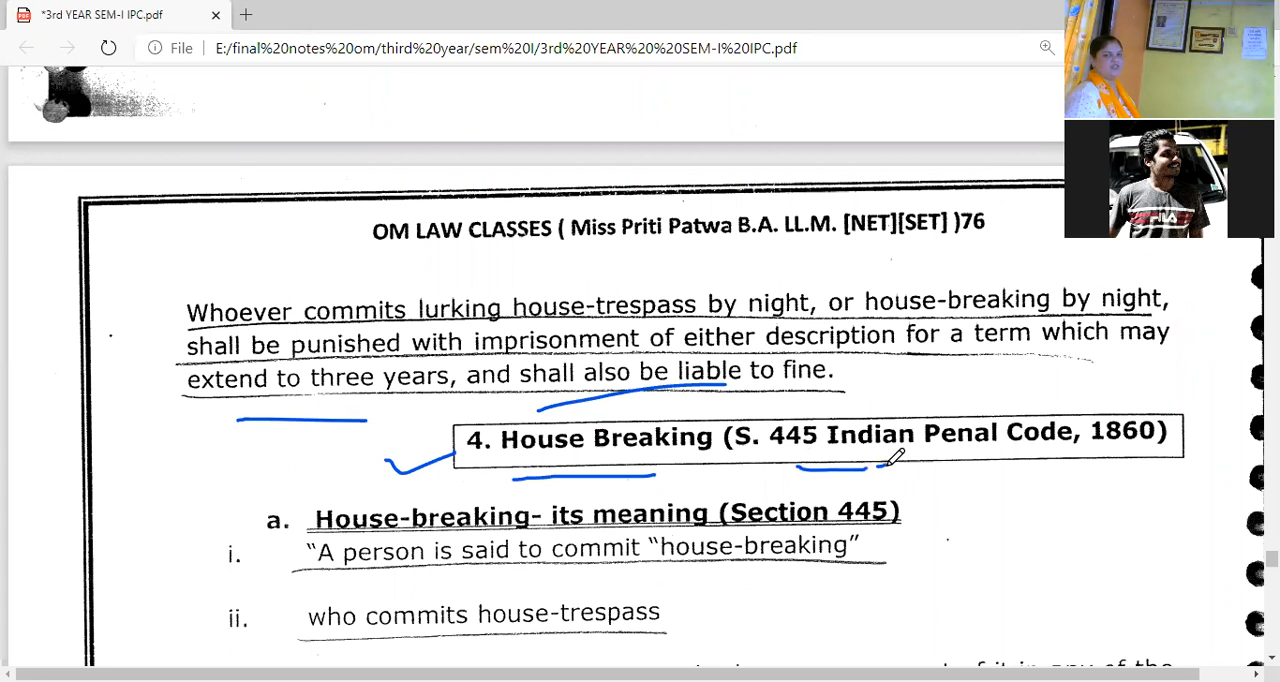 *3rd YEAR SEM-I IPC.pdf
File | E:/final%20notes%20om/third%20year/sem%20I/3rd%20YEAR%20%20SEM-I%20IPC.pdf
OM LAW CLASSES ( Miss Priti Patwa B.A. LL.M. [NET][SET] )76
Whoever commits lurking house-trespass by night, or house-breaking by night,
shall be punished with imprisonment of either description for a term which may
extend to three years, and shall also be liable to fine.
4. House Breaking (S. 445 Indian Penal Code, 1860)
a. House-breaking- its meaning (Section 445)
i. "A person is said to commit "house-breaking"
ii. who commits house-trespass
FILA